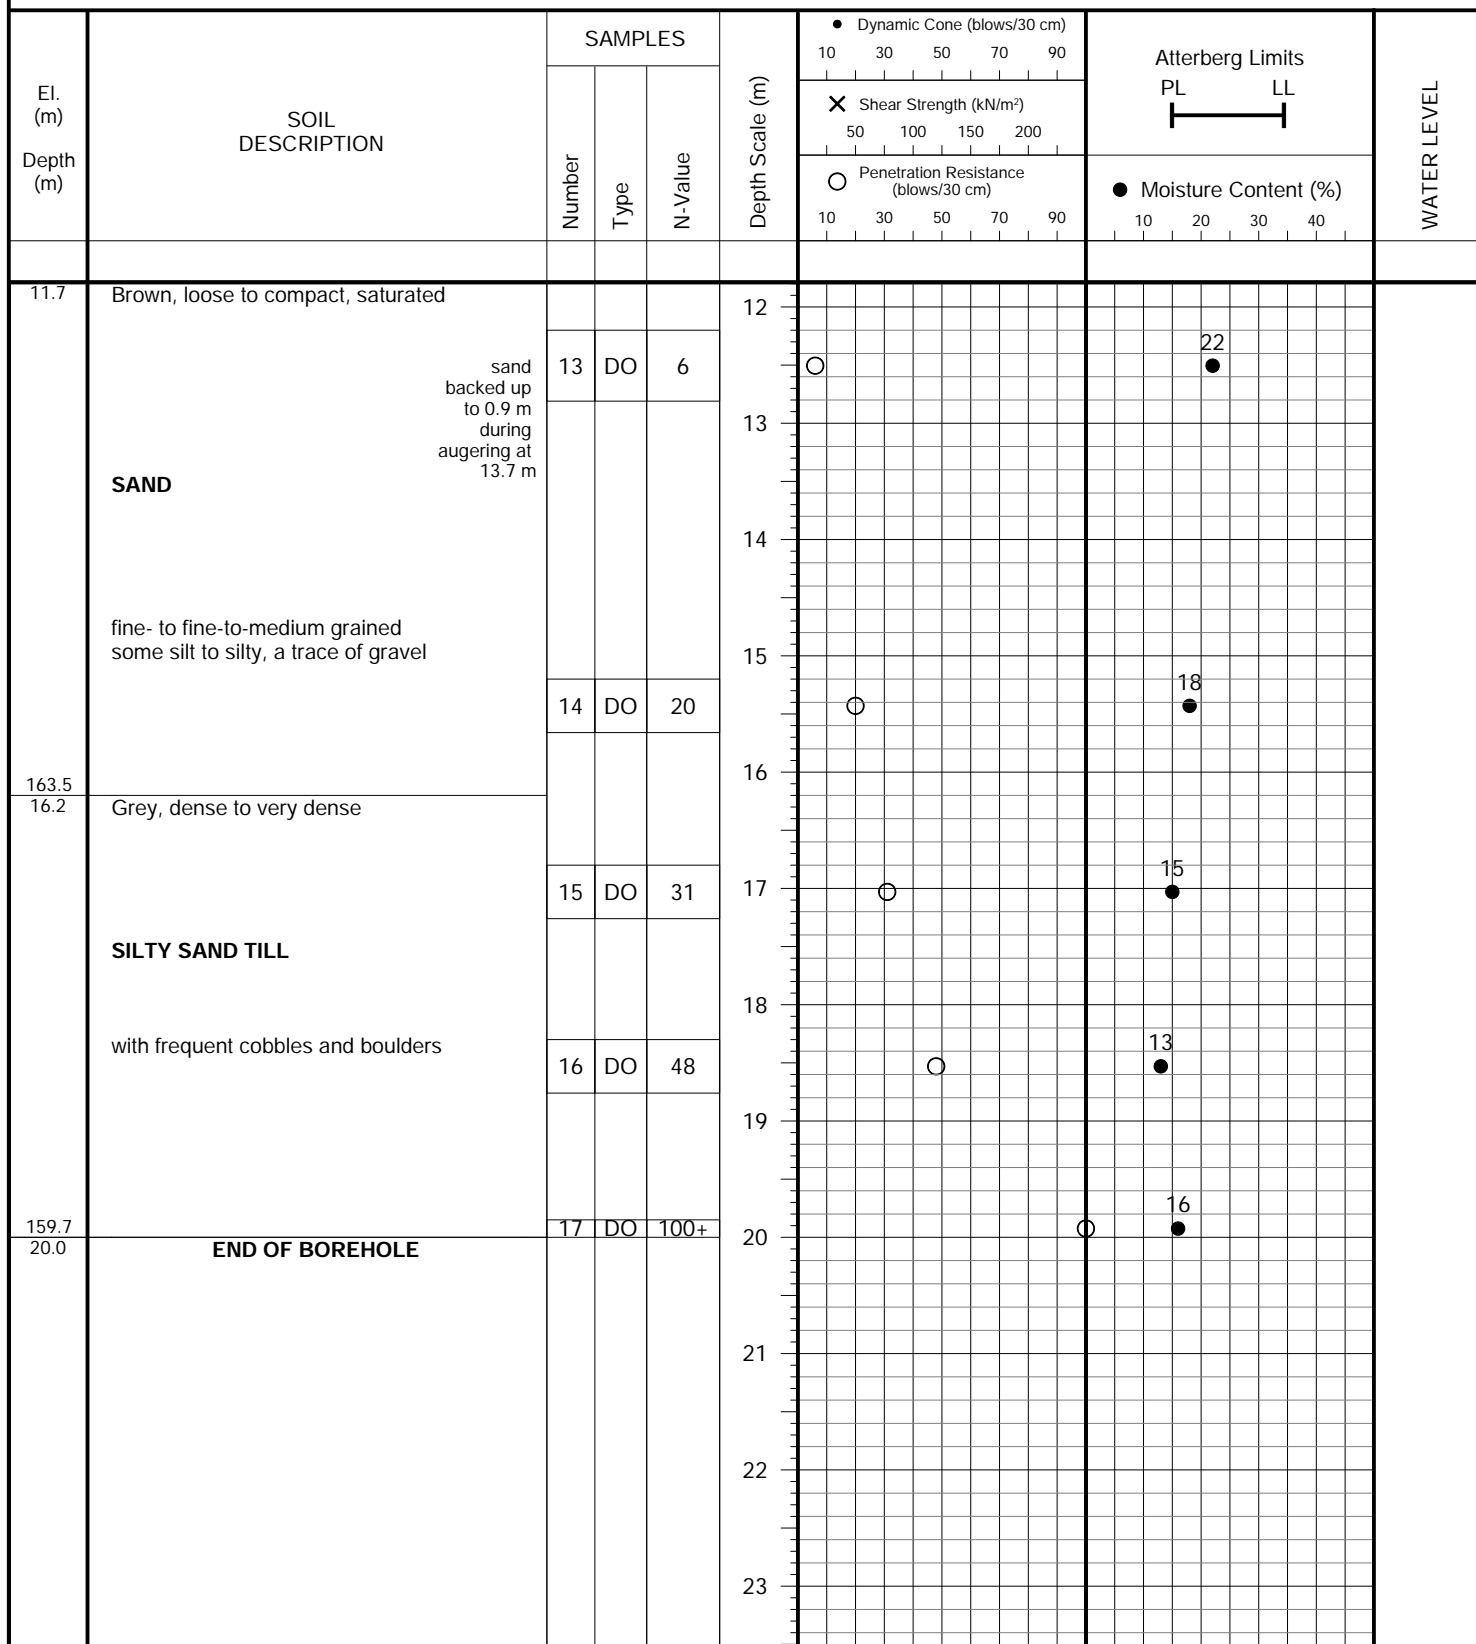 El.
(m)
Depth
(m)
SOIL
DESCRIPTION
SAMPLES
Number
Type
N-Value
Depth Scale (m)
Dynamic Cone (blows/30 cm)
10 30 50 70 90
Shear Strength (kN/m²)
50 100 150 200
Penetration Resistance
(blows/30 cm)
10 30 50 70 90
Atterberg Limits
PL LL
Moisture Content (%)
10 20 30 40
WATER LEVEL
11.7 Brown, loose to compact, saturated
12
22
sand
backed up
to 0.9 m
during
augering at
13.7 m
13 DO 6
13
SAND
14
fine- to fine-to-medium grained
some silt to silty, a trace of gravel
15
18
14 DO 20
16
163.5
16.2 Grey, dense to very dense
15
15 DO 31
17
SILTY SAND TILL
18
with frequent cobbles and boulders
13
16 DO 48
19
16
159.7
17 DO 100+
20
20.0 END OF BOREHOLE
21
22
23